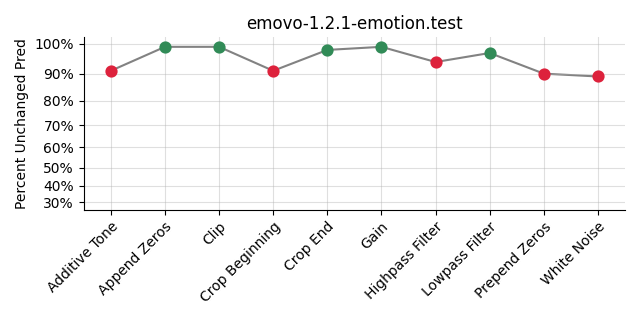 emovo-1.2.1-emotion.test
Percent Unchanged Pred
100%
90%
80%
70%
60%
50%
40%
30%
Additive Tone
Append Zeros
Clip
Crop Beginning
Crop End
Gain
Highpass Filter
Lowpass Filter
Prepend Zeros
White Noise